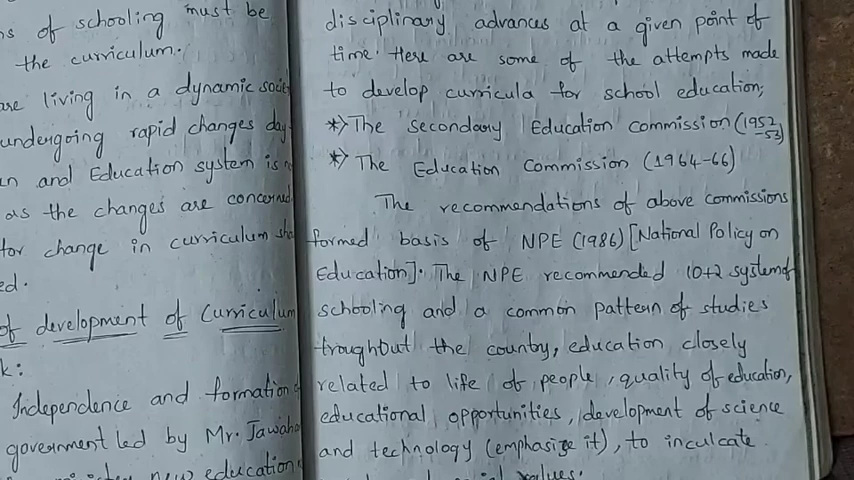 of schooling must be
the curriculum.
are living in a dynamic
undergoing rapid changes day
and Education system is
as the changes are concerned
for change in curriculum
ed.
of development of Curriculum
k:
Independence and formation
government led by Mr. Jawaha
new education
disciplinary advances at a given point of
time. Here are some of the attempts made
to develop curricula for school education;
*> The Secondary Education Commission (1952
-53)
*> The Education Commission (1964-66)
The recommendations of above commissions
formed basis of NPE (1986) [National Policy on
Education]. The NPE recommended 10+2 system of
schooling and a common pattern of studies
troughout the country, education closely
related to life of people, quality of education,
educational opportunities, development of science
and technology (emphasize it), to inculcate
values.